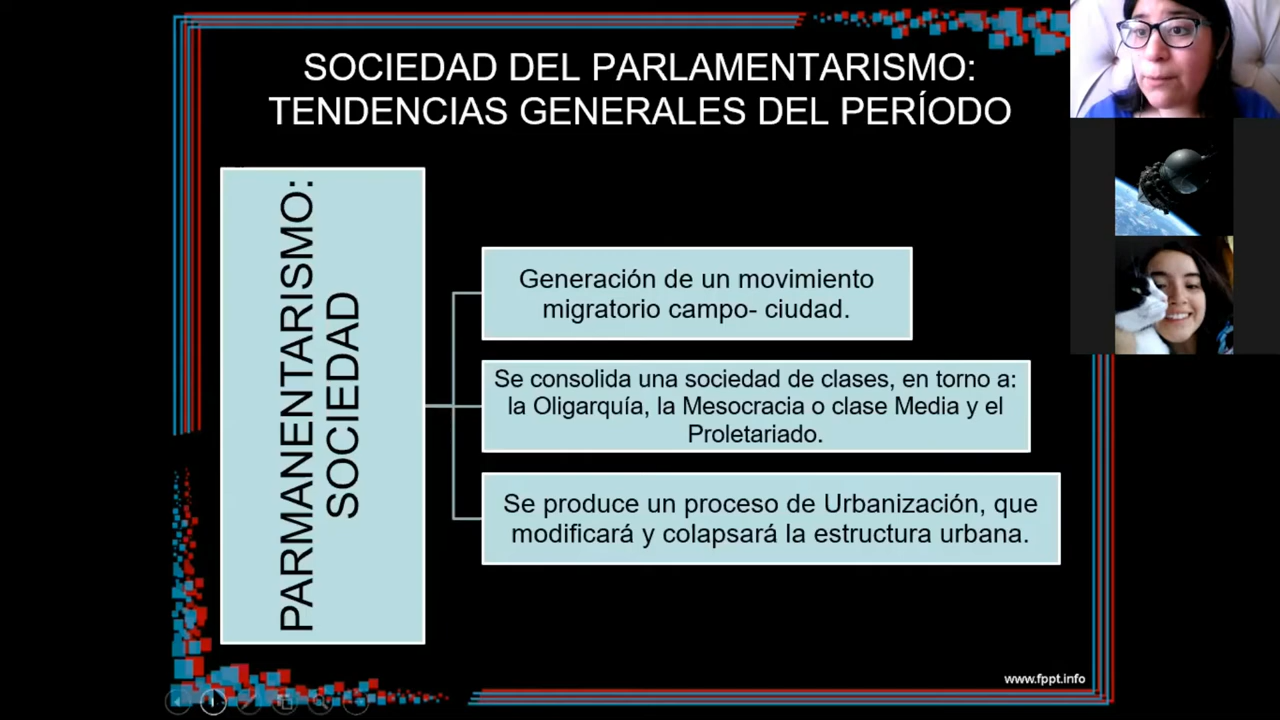 SOCIEDAD DEL PARLAMENTARISMO:
TENDENCIAS GENERALES DEL PERÍODO
PARMANENTARISMO:
SOCIEDAD
Generación de un movimiento
migratorio campo- ciudad.
Se consolida una sociedad de clases, en torno a:
la Oligarquía, la Mesocracia o clase Media y el
Proletariado.
Se produce un proceso de Urbanización, que
modificará y colapsará la estructura urbana.
www.fppt.info